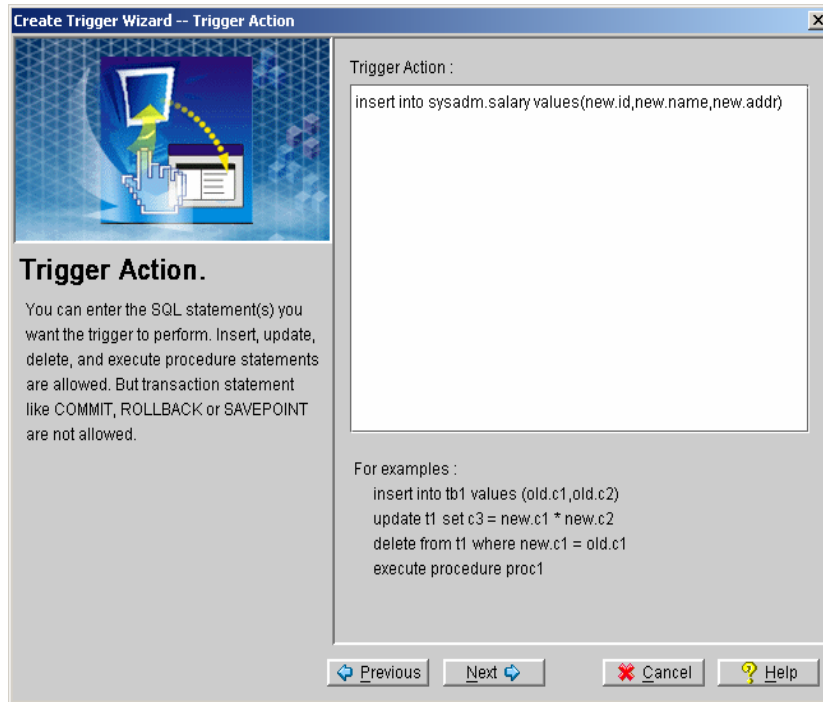 Create Trigger Wizard -- Trigger Action
Trigger Action :
insert into sysadm.salary values(new.id,new.name,new.addr)
Trigger Action.
You can enter the SQL statement(s) you
want the trigger to perform. Insert, update,
delete, and execute procedure statements
are allowed. But transaction statement
like COMMIT, ROLLBACK or SAVEPOINT
are not allowed.
For examples :
insert into tb1 values (old.c1,old.c2)
update t1 set c3 = new.c1 * new.c2
delete from t1 where new.c1 = old.c1
execute procedure proc1
Previous Next Cancel Help